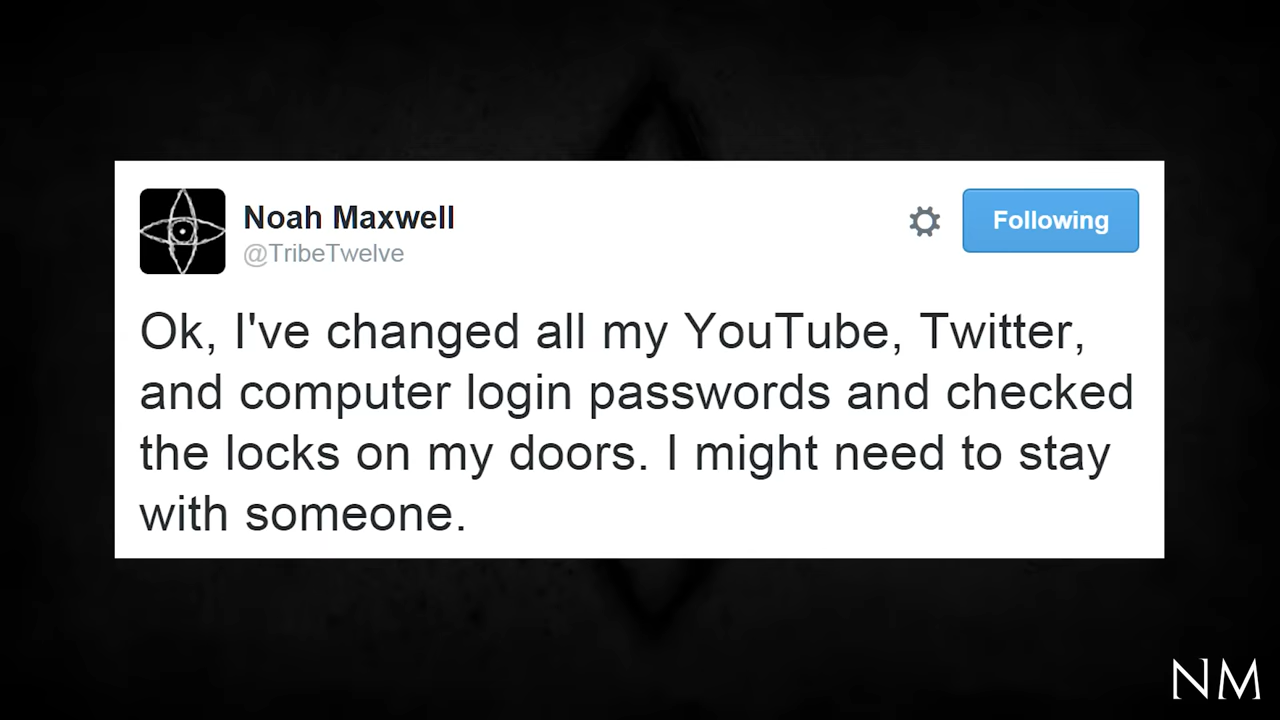 Noah Maxwell
@TribeTwelve
Following
Ok, I've changed all my YouTube, Twitter,
and computer login passwords and checked
the locks on my doors. I might need to stay
with someone.
NM